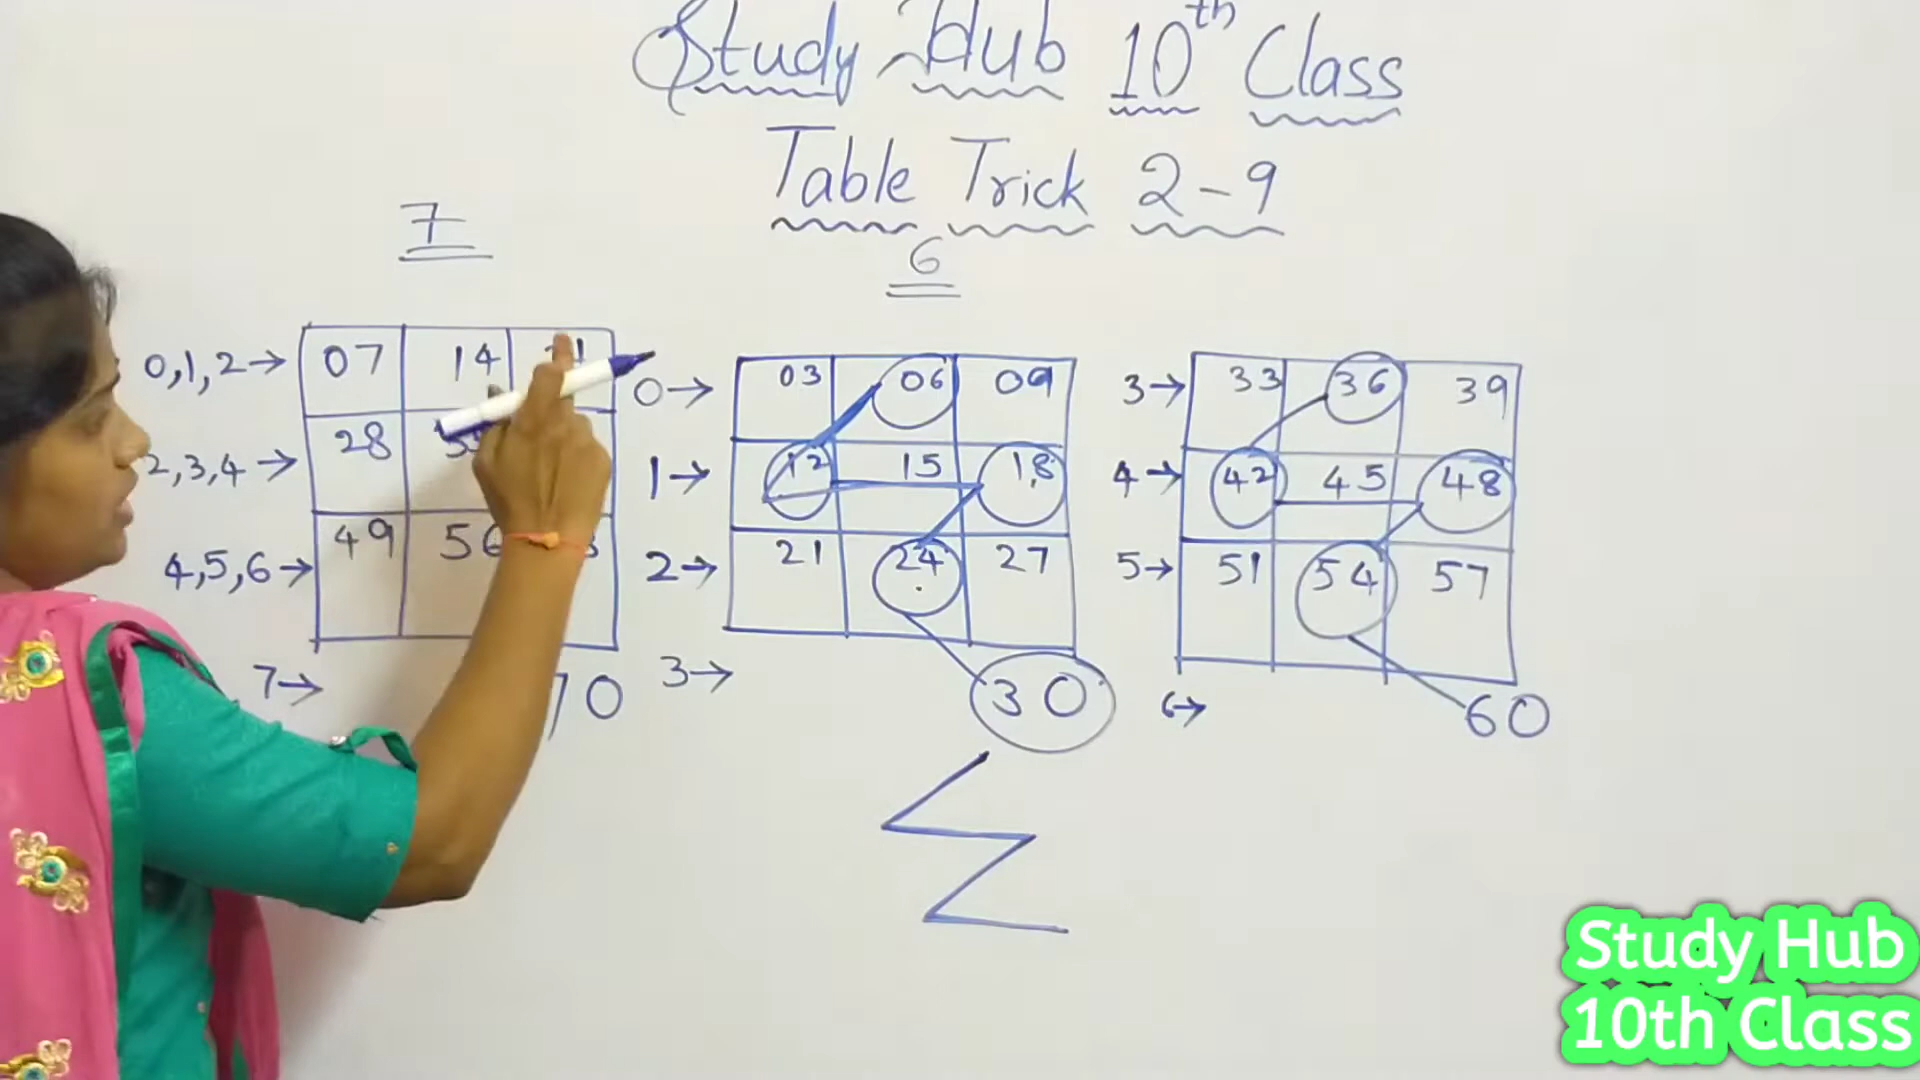 Study Hub 10th Class
Table Trick 2-9
7
6
0,1,2→ 07 14
2,3,4→ 28
4,5,6→ 49
7→
0→ 03 06 09
1→ 12 15 18
2→ 21 24 27
3→ 30
3→ 33 36 39
4→ 42 45 48
5→ 51 54 57
6→ 60
Study Hub
10th Class